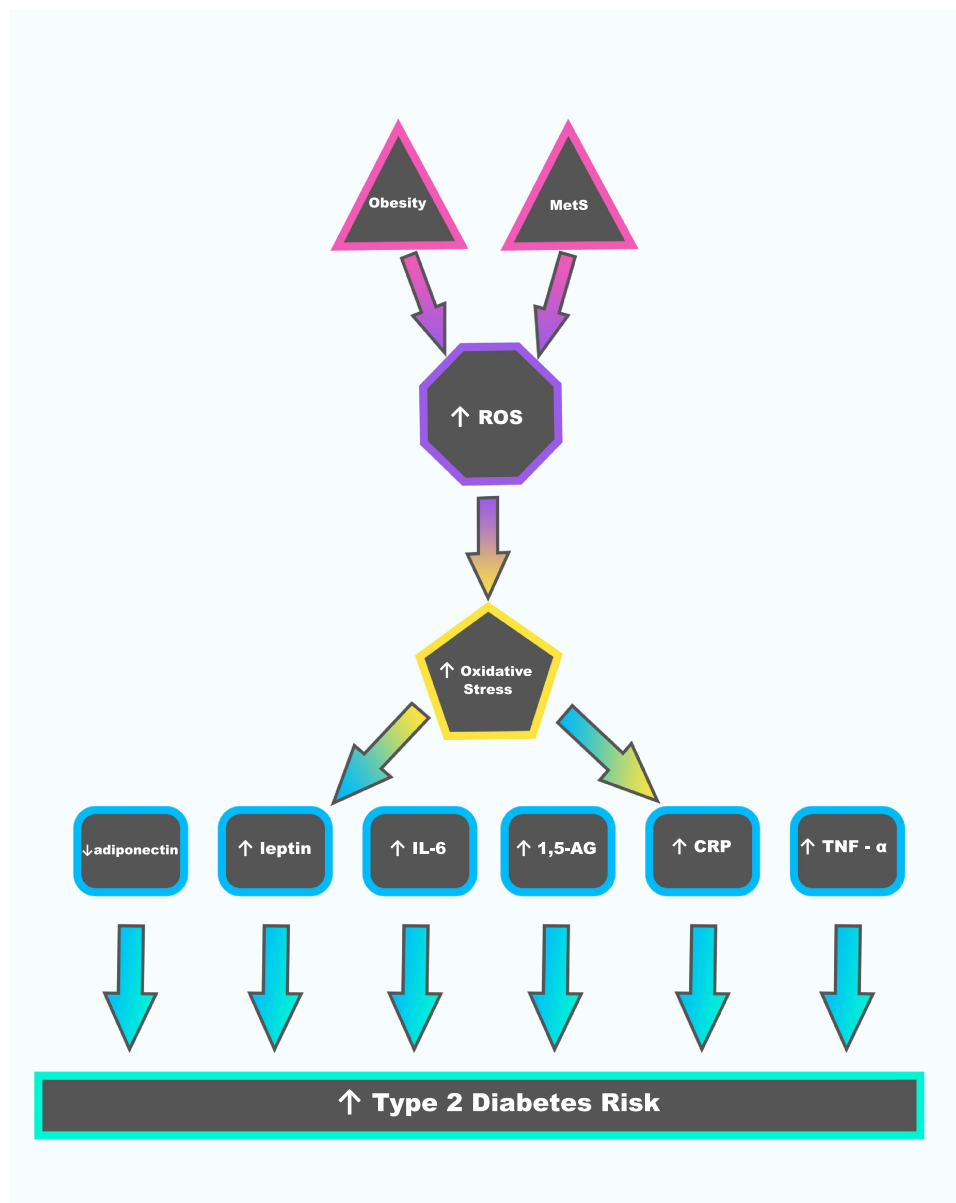 Obesity
MetS
↑ ROS
↑ Oxidative
Stress
↓adiponectin
↑ leptin
↑ IL-6
↑ 1,5-AG
↑ CRP
↑ TNF - α
↑ Type 2 Diabetes Risk